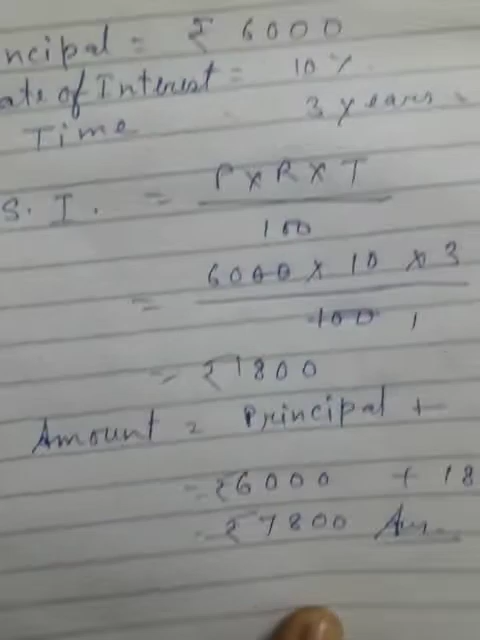 ncipal = ₹ 6000
ate of Interest = 10%
Time 3 years.
S. I. = P x R x T
100
= 6000 x 10 x 3
100 1
= ₹1800
Amount = Principal +
= ₹6000 + 18
= ₹7800 Ans.